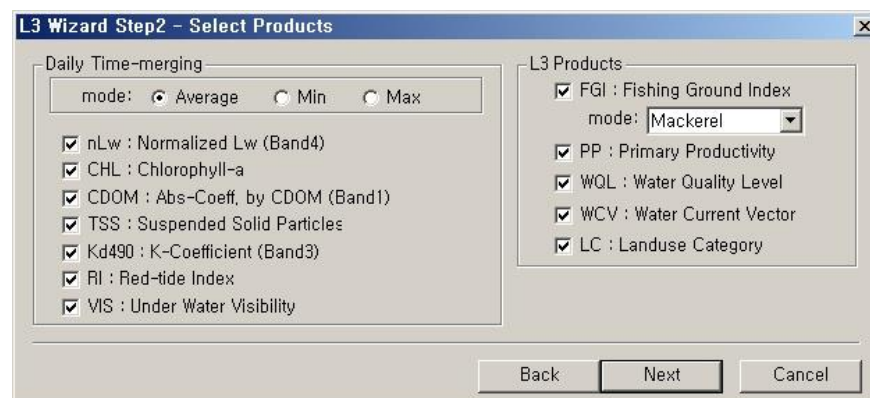 L3 Wizard Step2 - Select Products
Daily Time-merging
mode: Average Min Max
nLw : Normalized Lw (Band4)
CHL : Chlorophyll-a
CDOM : Abs-Coeff, by CDOM (Band1)
TSS : Suspended Solid Particles
Kd490 : K-Coefficient (Band3)
RI : Red-tide Index
VIS : Under Water Visibility
L3 Products
FGI : Fishing Ground Index
mode: Mackerel
PP : Primary Productivity
WQL : Water Quality Level
WCV : Water Current Vector
LC : Landuse Category
Back Next Cancel